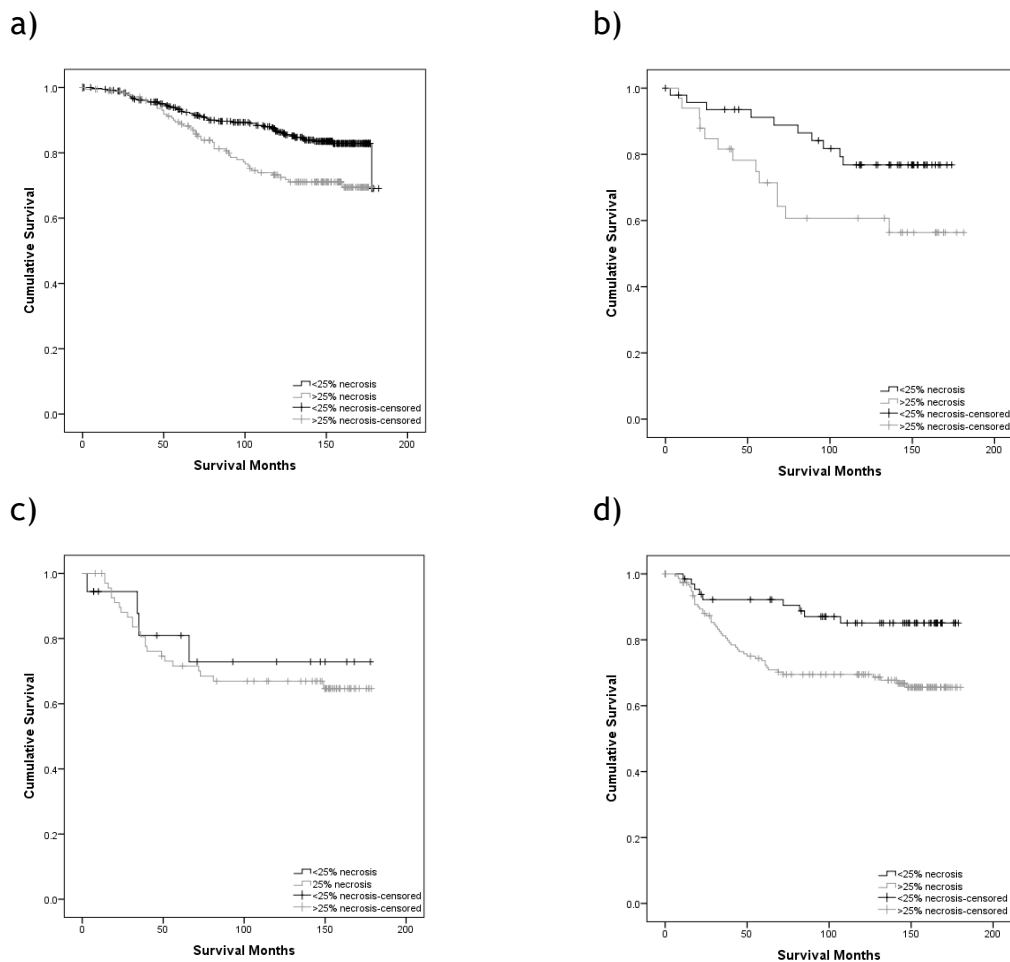 a)
Cumulative Survival
1.0
0.8
0.6
0.4
0.2
0.0
<25% necrosis
>25% necrosis
<25% necrosis-censored
>25% necrosis-censored
0 50 100 150 200
Survival Months
b)
Cumulative Survival
1.0
0.8
0.6
0.4
0.2
0.0
<25% necrosis
>25% necrosis
<25% necrosis-censored
>25% necrosis-censored
0 50 100 150 200
Survival Months
c)
Cumulative Survival
1.0
0.8
0.6
0.4
0.2
0.0
<25% necrosis
25% necrosis
<25% necrosis-censored
>25% necrosis-censored
0 50 100 150 200
Survival Months
d)
Cumulative Survival
1.0
0.8
0.6
0.4
0.2
0.0
<25% necrosis
>25% necrosis
<25% necrosis-censored
>25% necrosis-censored
0 50 100 150 200
Survival Months